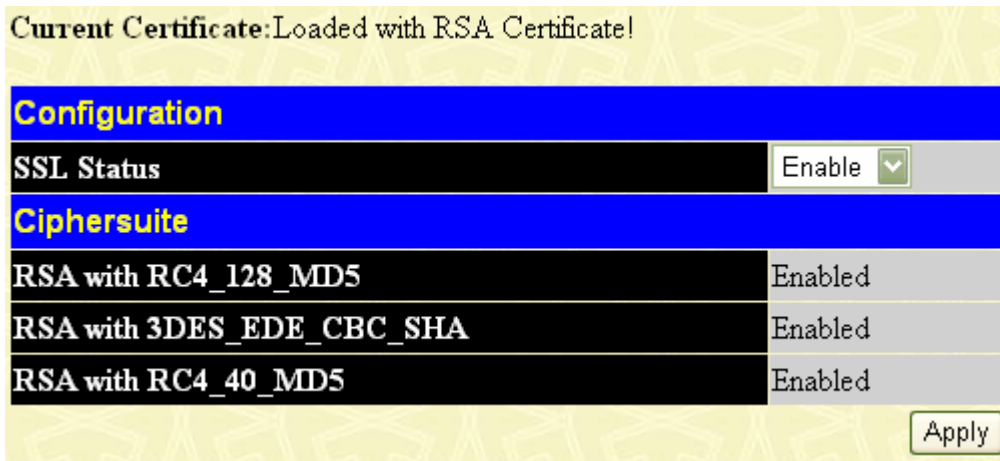 Current Certificate:Loaded with RSA Certificate!
Configuration
SSL Status Enable
Ciphersuite
RSA with RC4_128_MD5 Enabled
RSA with 3DES_EDE_CBC_SHA Enabled
RSA with RC4_40_MD5 Enabled
Apply